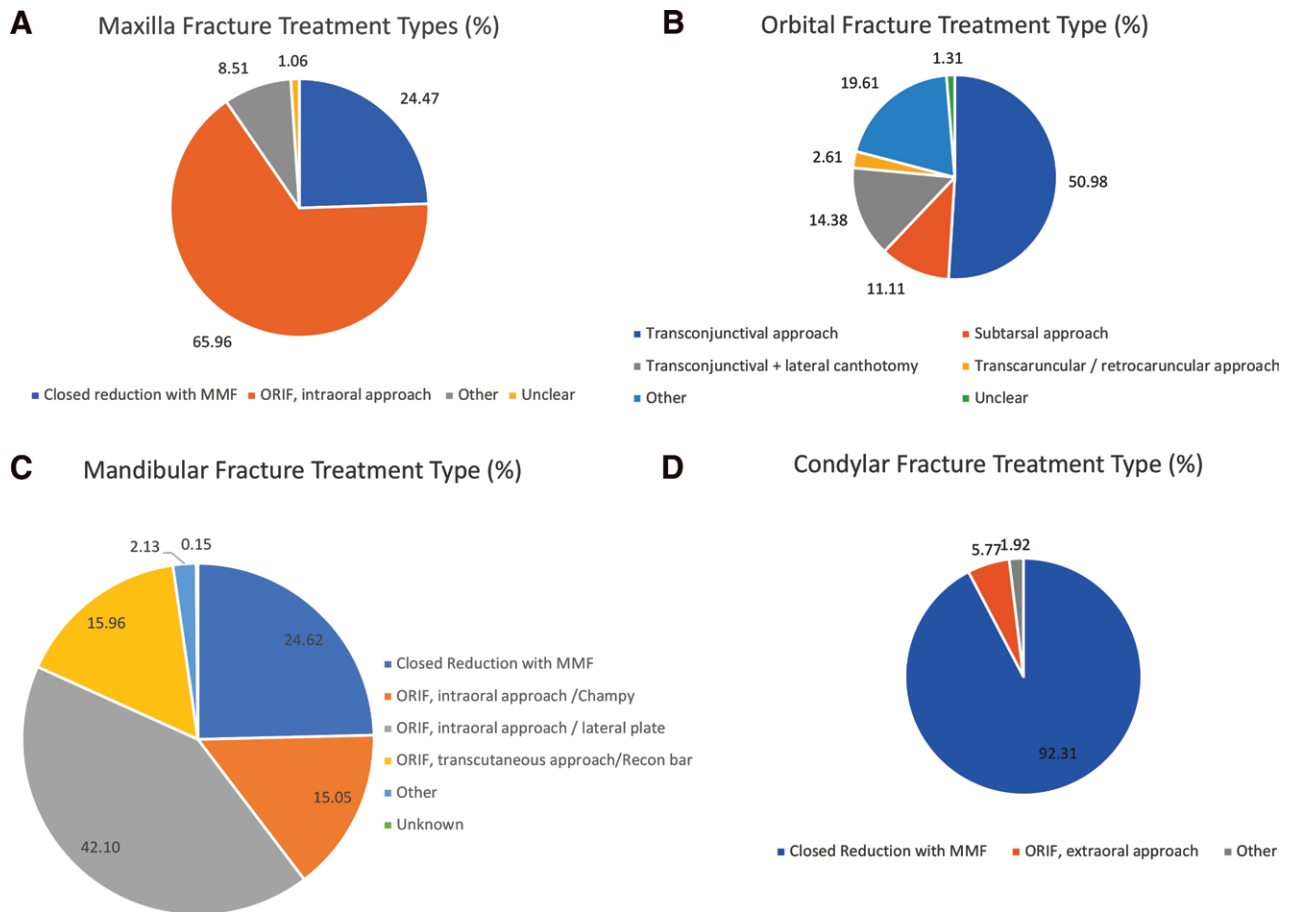 A
Maxilla Fracture Treatment Types (%)
1.06
8.51
24.47
65.96
Closed reduction with MMF ORIF, intraoral approach Other Unclear
B
Orbital Fracture Treatment Type (%)
1.31
19.61
2.61
50.98
14.38
11.11
Transconjunctival approach Subtarsal approach
Transconjunctival + lateral canthotomy Transcaruncular / retrocaruncular approach
Other Unclear
C
Mandibular Fracture Treatment Type (%)
2.13 0.15
15.96
24.62
15.05
42.10
Closed Reduction with MMF
ORIF, intraoral approach /Champy
ORIF, intraoral approach / lateral plate
ORIF, transcutaneous approach/Recon bar
Other
Unknown
D
Condylar Fracture Treatment Type (%)
5.77 1.92
92.31
Closed Reduction with MMF ORIF, extraoral approach Other